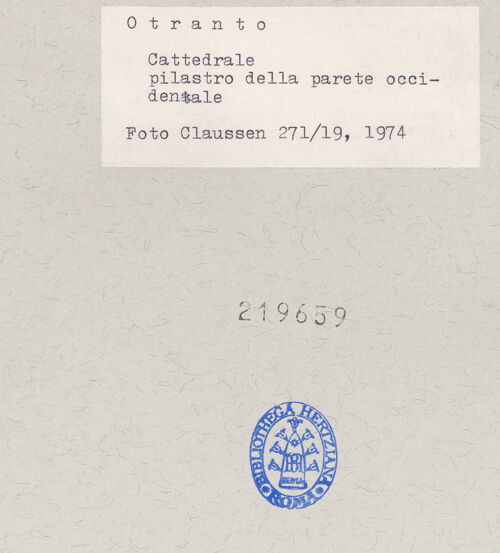 O t r a n t o
Cattedrale
pilastro della parete occi-
dentale
Foto Claussen 271/19, 1974
219659
BIBLIOTHECA HERTZIANA
ROMA